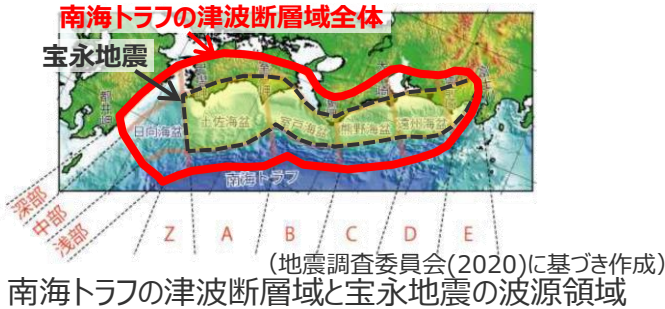 南海トラフの津波断層域全体
宝永地震
日向海盆
土佐海盆
室戸海盆
熊野海盆
遠州海盆
南海トラフ
深部
中部
浅部
Z A B C D E
（地震調査委員会(2020)に基づき作成）
南海トラフの津波断層域と宝永地震の波源領域